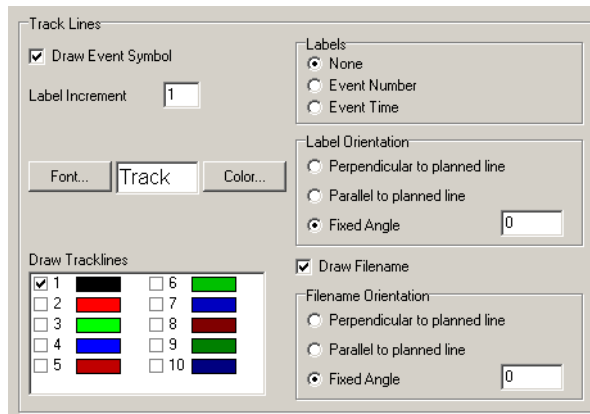 Track Lines
Draw Event Symbol
Label Increment 1
Font... Track Color...
Draw Tracklines
1 6
2 7
3 8
4 9
5 10
Labels
None
Event Number
Event Time
Label Orientation
Perpendicular to planned line
Parallel to planned line
Fixed Angle 0
Draw Filename
Filename Orientation
Perpendicular to planned line
Parallel to planned line
Fixed Angle 0